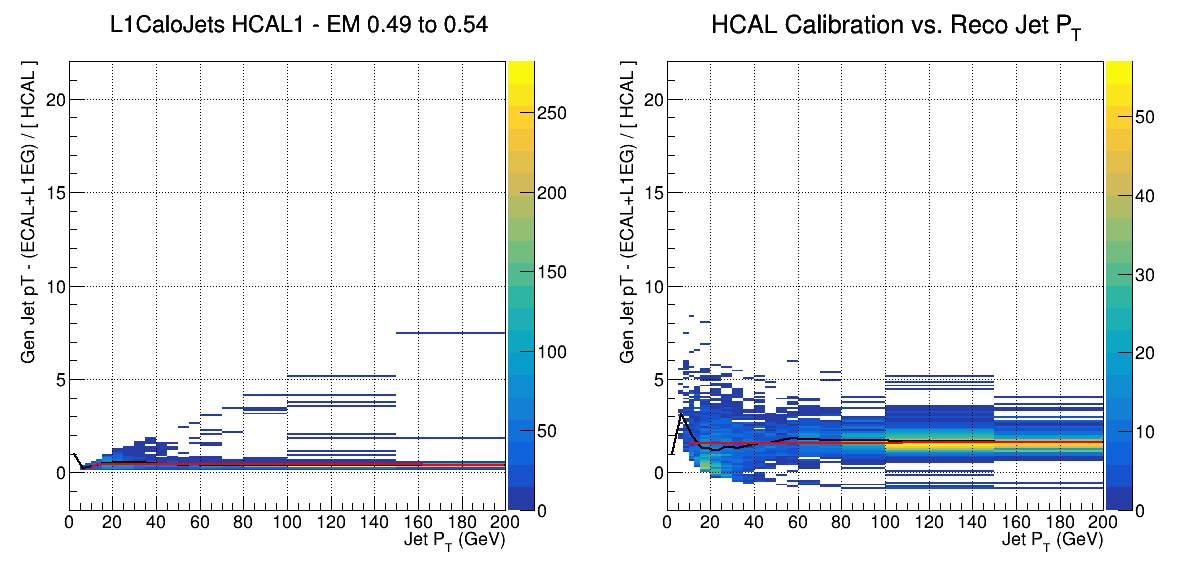 L1CaloJets HCAL1 - EM 0.49 to 0.54
Gen Jet pT - (ECAL+L1EG) / [ HCAL ]
20
15
10
5
0
0 20 40 60 80 100 120 140 160 180 200
Jet P_T (GeV)
250
200
150
100
50
0
HCAL Calibration vs. Reco Jet P_T
Gen Jet pT - (ECAL+L1EG) / [ HCAL ]
20
15
10
5
0
0 20 40 60 80 100 120 140 160 180 200
Jet P_T (GeV)
50
40
30
20
10
0